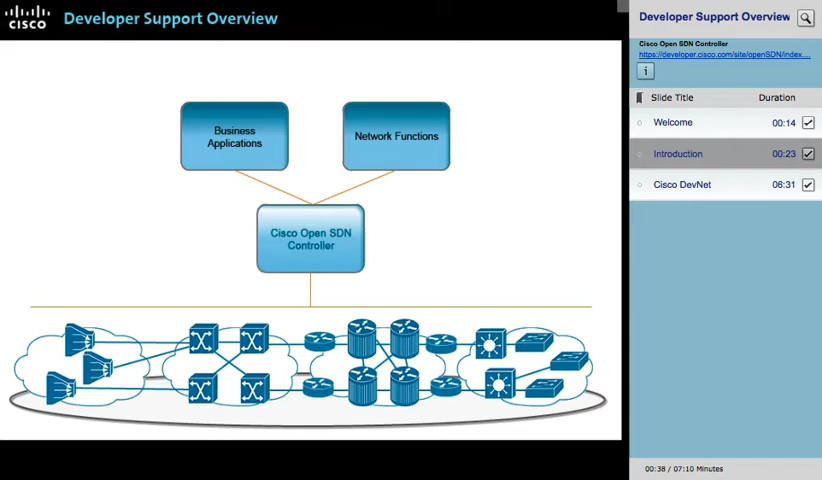 CISCO
Developer Support Overview
Business
Applications
Network Functions
Cisco Open SDN
Controller
Developer Support Overview
Cisco Open SDN Controller
https://developer.cisco.com/site/openSDN/index....
i
Slide Title Duration
Welcome 00:14
Introduction 00:23
Cisco DevNet 06:31
00:38 / 07:10 Minutes